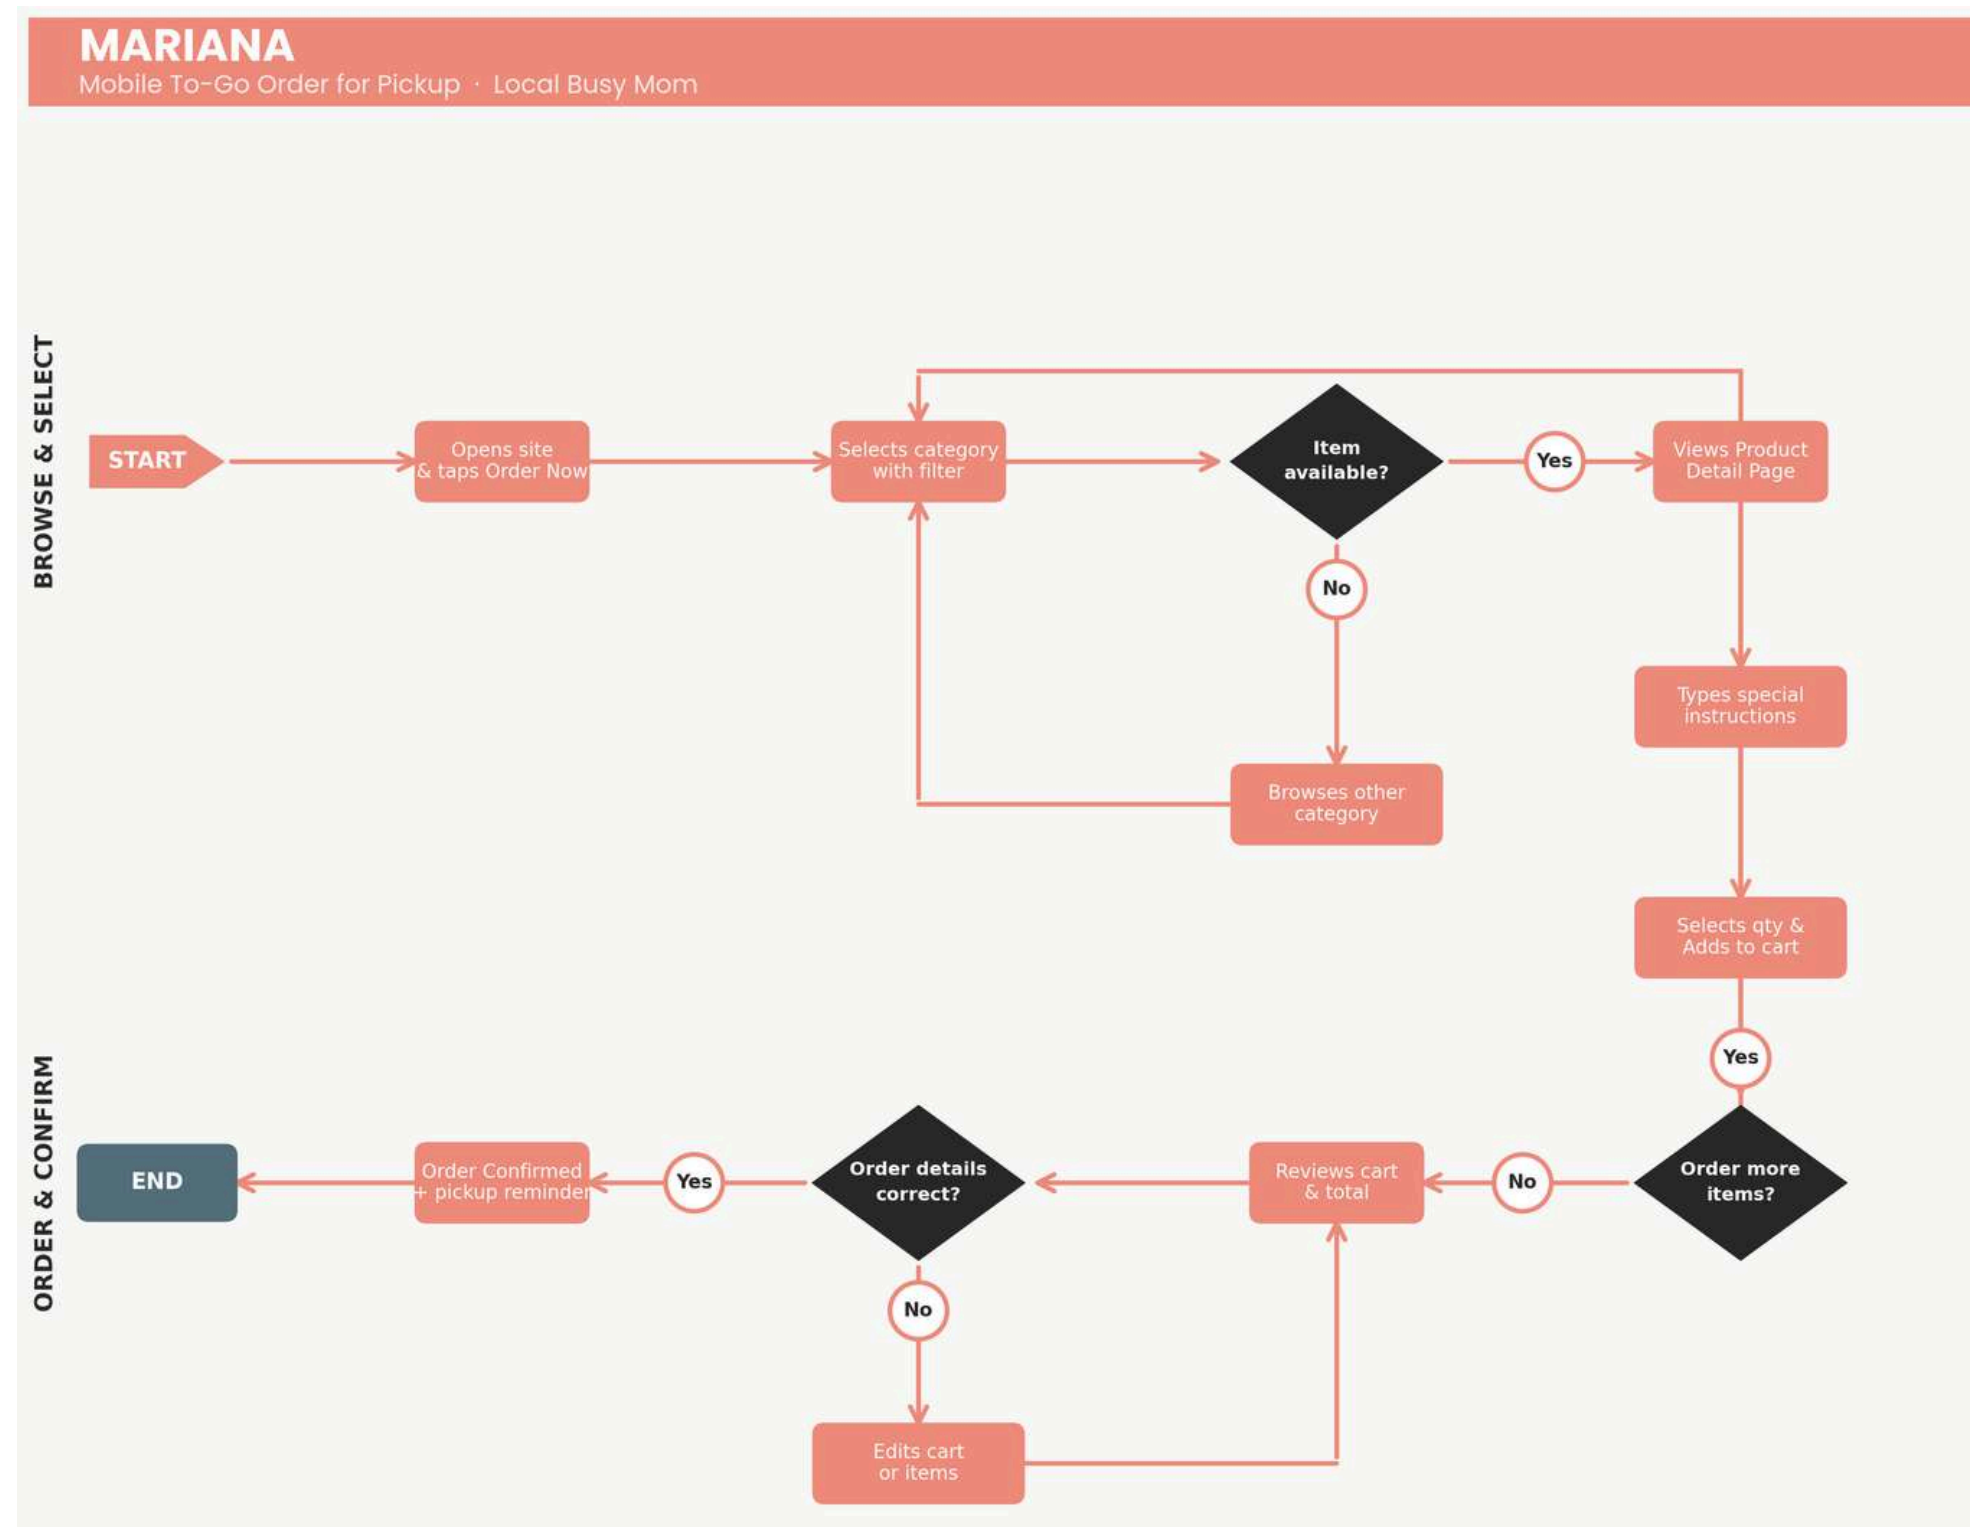 MARIANA
Mobile To-Go Order for Pickup · Local Busy Mom
BROWSE & SELECT
START
Opens site
& taps Order Now
Selects category
with filter
Item
available?
Yes
Views Product
Detail Page
No
Types special
instructions
Browses other
category
Selects qty &
Adds to cart
Yes
ORDER & CONFIRM
END
Order Confirmed
+ pickup reminder
Yes
Order details
correct?
Reviews cart
& total
No
Order more
items?
No
Edits cart
or items